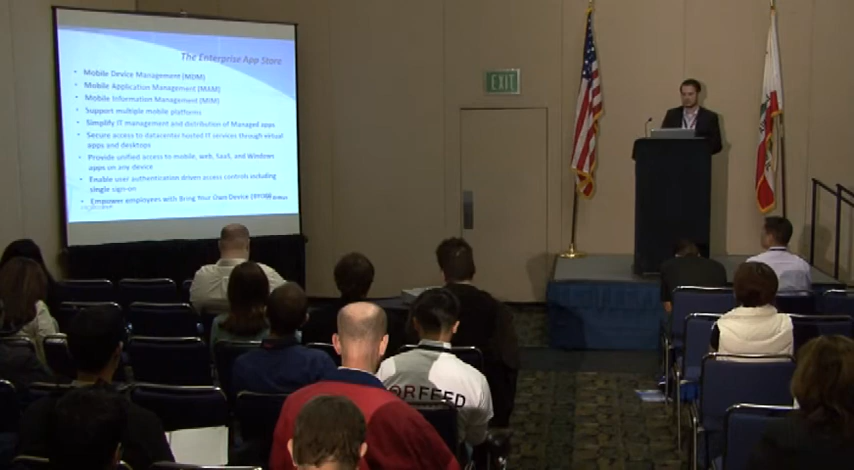 The Enterprise App Store
• Mobile Device Management (MDM)
• Mobile Application Management (MAM)
• Mobile Information Management (MIM)
• Support multiple mobile platforms
• Simplify IT management and distribution of Managed apps
• Secure access to datacenter hosted IT services through virtual
apps and desktops
• Provide unified access to mobile, web, SaaS, and Windows
apps on any device
• Enable user authentication driven access controls including
single sign-on
• Empower employees with Bring Your Own Device
EXIT
ORFEED